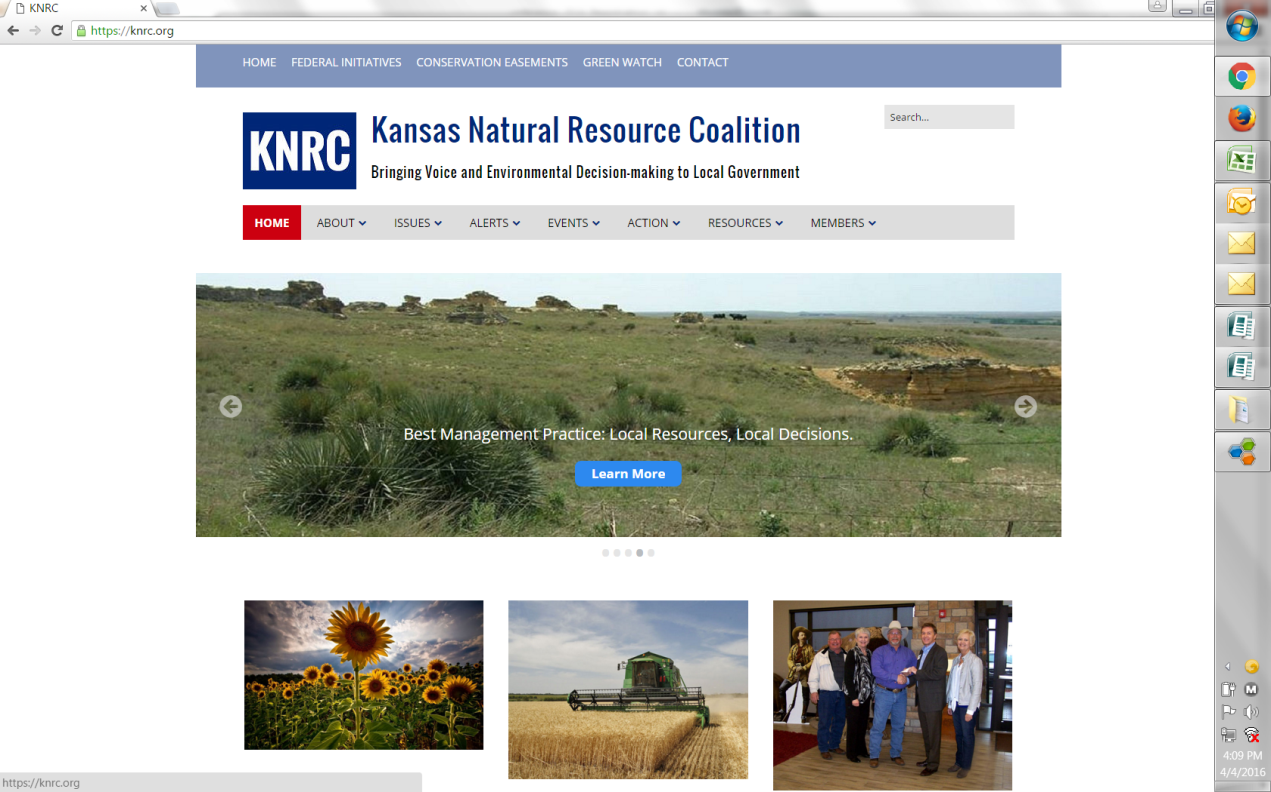 KNRC
https://knrc.org
HOME FEDERAL INITIATIVES CONSERVATION EASEMENTS GREEN WATCH CONTACT
Search...
KNRC
Kansas Natural Resource Coalition
Bringing Voice and Environmental Decision-making to Local Government
HOME ABOUT ISSUES ALERTS EVENTS ACTION RESOURCES MEMBERS
Best Management Practice: Local Resources, Local Decisions.
Learn More
M
4:09 PM
4/4/2016
https://knrc.org